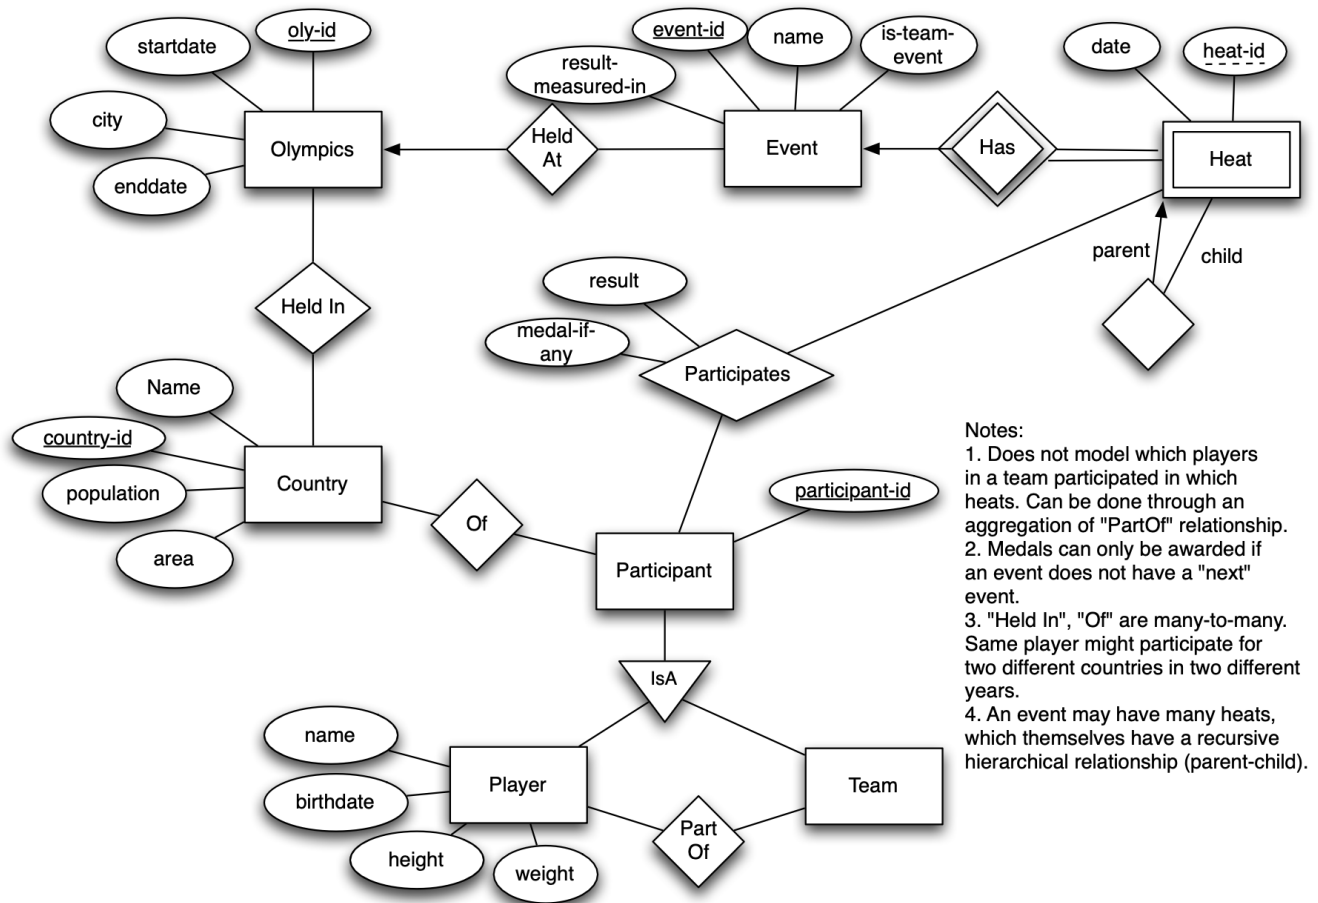 oly-id
startdate
city
enddate
Olympics
Held
At
result-
measured-in
event-id
name
is-team-
event
Event
Has
date
heat-id
Heat
parent
child
Held In
result
medal-if-
any
Participates
Name
country-id
population
area
Country
Of
participant-id
Participant
IsA
name
birthdate
height
weight
Player
Part
Of
Team
Notes:
1. Does not model which players
in a team participated in which
heats. Can be done through an
aggregation of "PartOf" relationship.
2. Medals can only be awarded if
an event does not have a "next"
event.
3. "Held In", "Of" are many-to-many.
Same player might participate for
two different countries in two different
years.
4. An event may have many heats,
which themselves have a recursive
hierarchical relationship (parent-child).